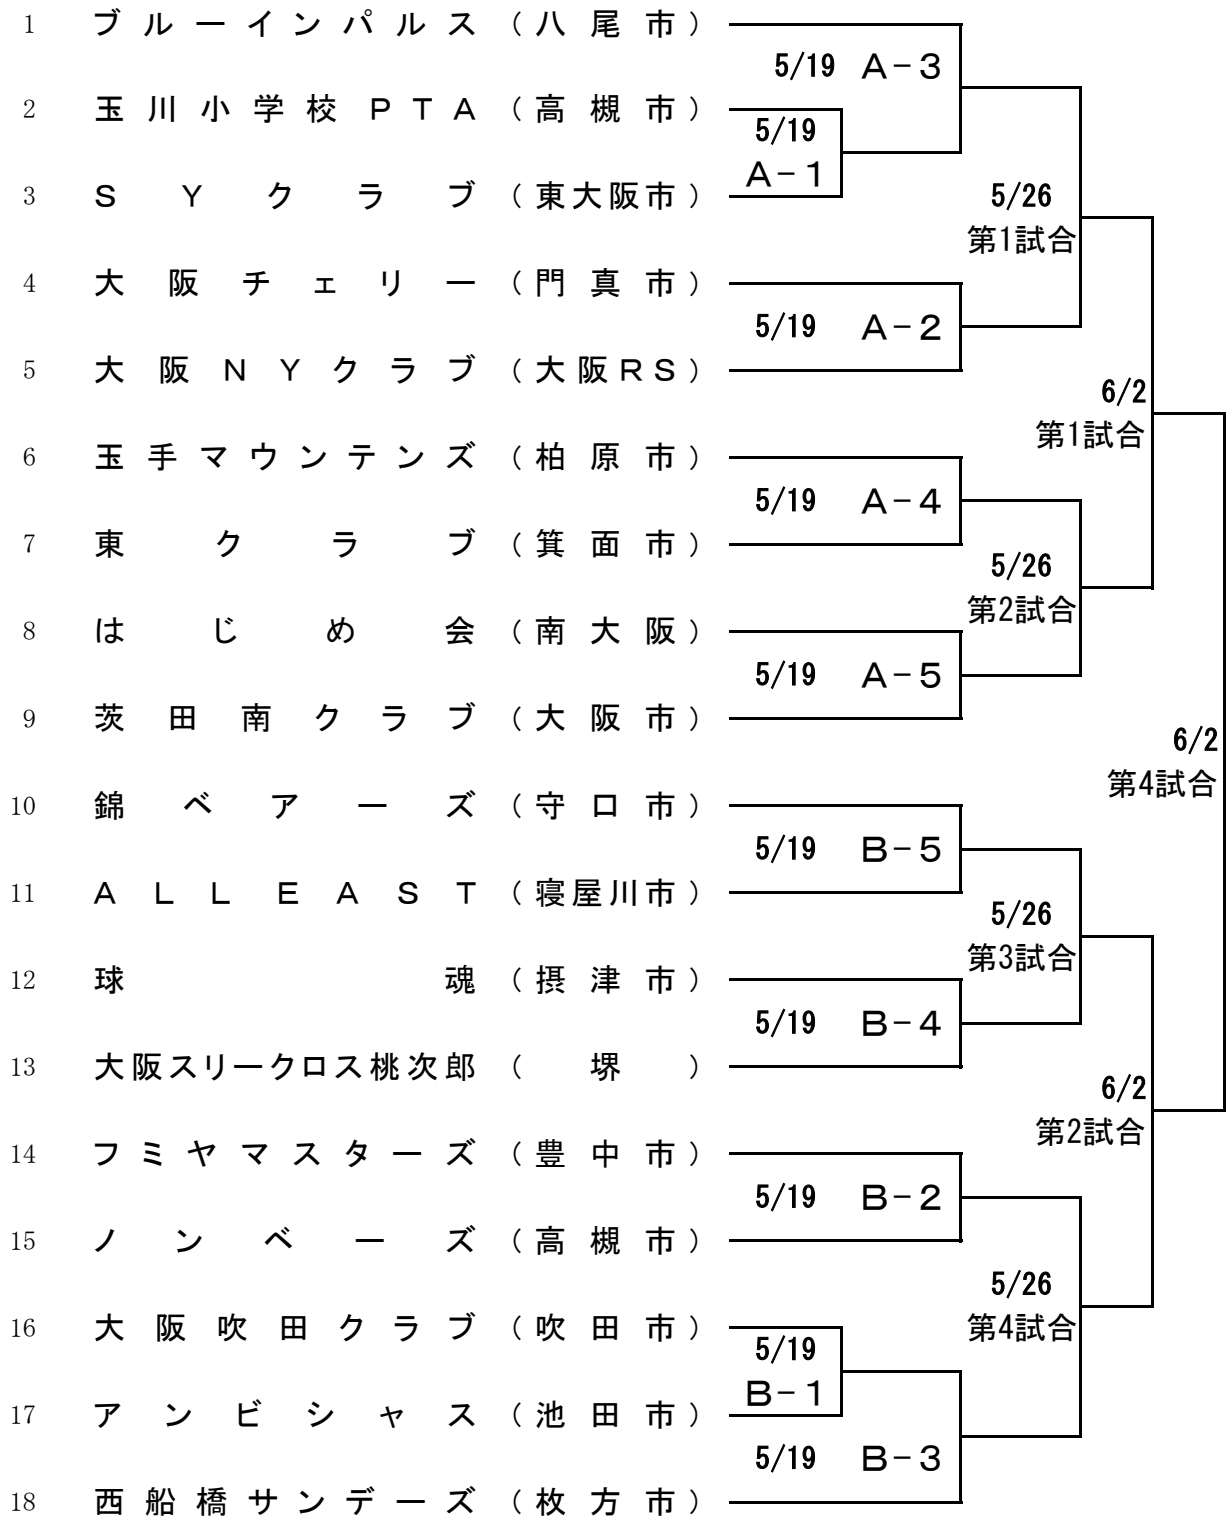 1 ブルーインパルス （八尾市）
5/19 A-3
2 玉川小学校PTA （高槻市）
5/19
A-1
3 SYクラブ （東大阪市）
5/26
第1試合
4 大阪チェリー （門真市）
5/19 A-2
5 大阪NYクラブ （大阪RS）
6/2
第1試合
6 玉手マウンテンズ （柏原市）
5/19 A-4
7 東クラブ （箕面市）
5/26
第2試合
8 はじめ会 （南大阪）
5/19 A-5
9 茨田南クラブ （大阪市）
6/2
第4試合
10 錦ベアーズ （守口市）
5/19 B-5
11 ALL EAST （寝屋川市）
5/26
第3試合
12 球魂 （摂津市）
5/19 B-4
13 大阪スリークロス桃次郎 （堺）
6/2
第2試合
14 フミヤマスターズ （豊中市）
5/19 B-2
15 ノンベーズ （高槻市）
5/26
第4試合
16 大阪吹田クラブ （吹田市）
5/19
B-1
17 アンビシャス （池田市）
5/19 B-3
18 西船橋サンデーズ （枚方市）